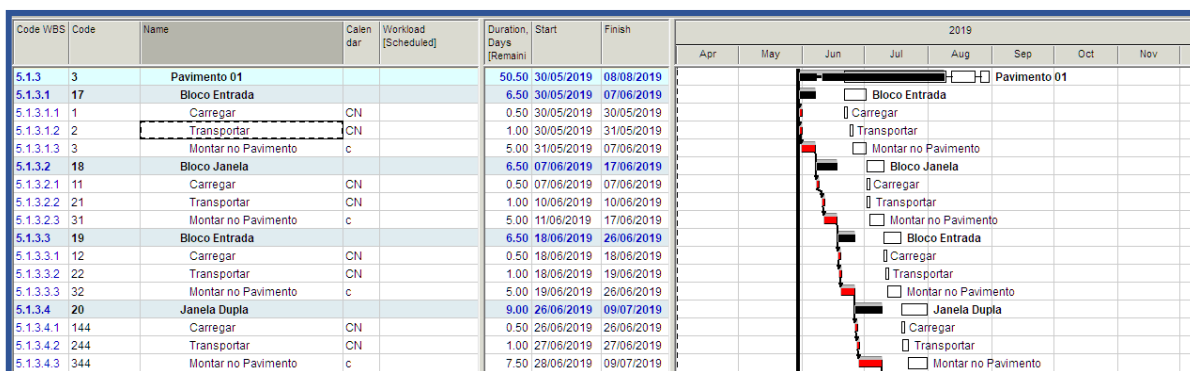 Code WBS Code Name Calen dar Workload [Scheduled] Duration, Days [Remaini Start Finish 2019
Apr May Jun Jul Aug Sep Oct Nov
5.1.3 3 Pavimento 01 50.50 30/05/2019 08/08/2019 Pavimento 01
5.1.3.1 17 Bloco Entrada 6.50 30/05/2019 07/06/2019 Bloco Entrada
5.1.3.1.1 1 Carregar CN 0.50 30/05/2019 30/05/2019 Carregar
5.1.3.1.2 2 Transportar CN 1.00 30/05/2019 31/05/2019 Transportar
5.1.3.1.3 3 Montar no Pavimento c 5.00 31/05/2019 07/06/2019 Montar no Pavimento
5.1.3.2 18 Bloco Janela 6.50 07/06/2019 17/06/2019 Bloco Janela
5.1.3.2.1 11 Carregar CN 0.50 07/06/2019 07/06/2019 Carregar
5.1.3.2.2 21 Transportar CN 1.00 10/06/2019 10/06/2019 Transportar
5.1.3.2.3 31 Montar no Pavimento c 5.00 11/06/2019 17/06/2019 Montar no Pavimento
5.1.3.3 19 Bloco Entrada 6.50 18/06/2019 26/06/2019 Bloco Entrada
5.1.3.3.1 12 Carregar CN 0.50 18/06/2019 18/06/2019 Carregar
5.1.3.3.2 22 Transportar CN 1.00 18/06/2019 19/06/2019 Transportar
5.1.3.3.3 32 Montar no Pavimento c 5.00 19/06/2019 26/06/2019 Montar no Pavimento
5.1.3.4 20 Janela Dupla 9.00 26/06/2019 09/07/2019 Janela Dupla
5.1.3.4.1 144 Carregar CN 0.50 26/06/2019 26/06/2019 Carregar
5.1.3.4.2 244 Transportar CN 1.00 27/06/2019 27/06/2019 Transportar
5.1.3.4.3 344 Montar no Pavimento c 7.50 28/06/2019 09/07/2019 Montar no Pavimento